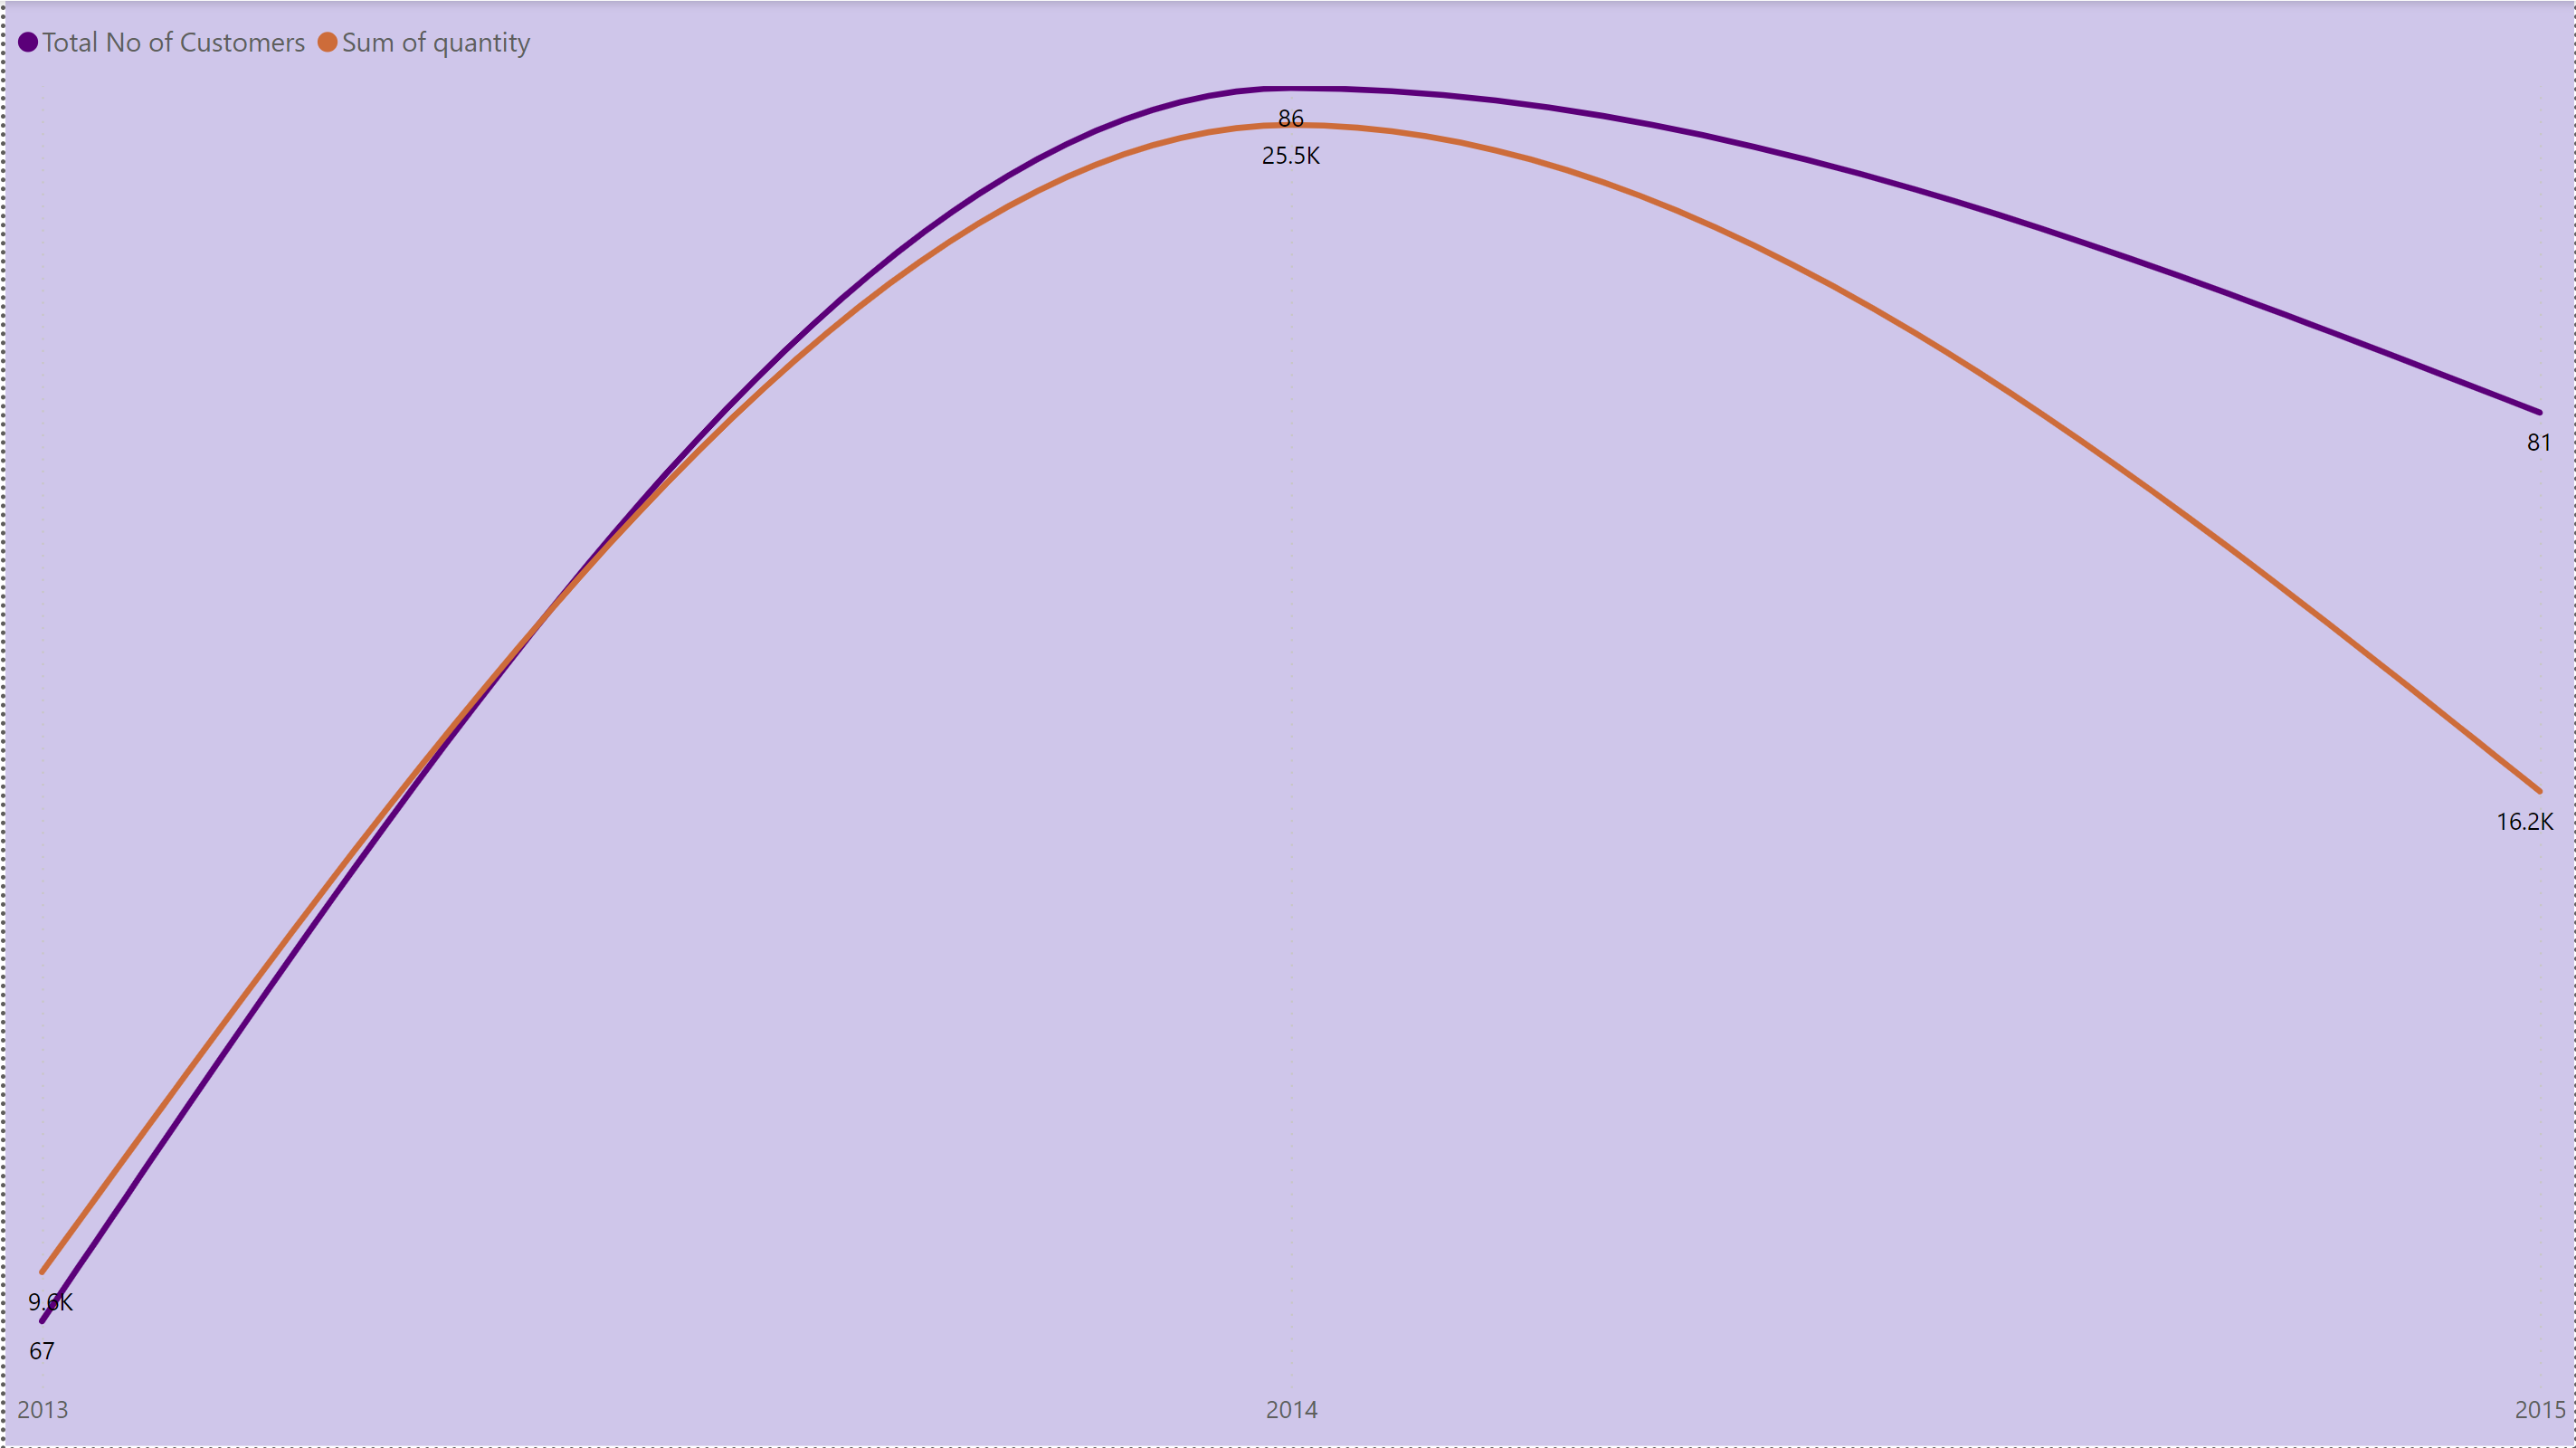 Total No of Customers Sum of quantity
86
25.5K
81
16.2K
9.6K
67
2013 2014 2015